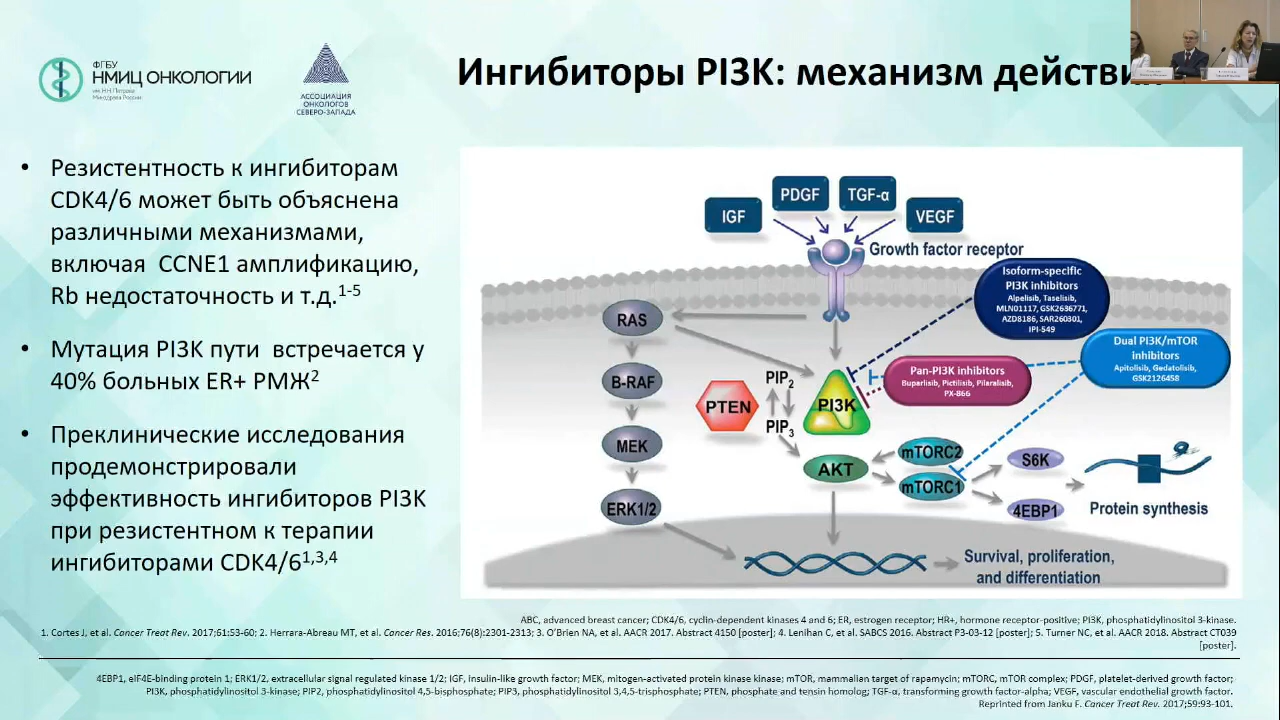 ФГБУ
НМИЦ ОНКОЛОГИИ
им. Н.Н. Петрова
Минздрава России
АССОЦИАЦИЯ
ОНКОЛОГОВ
СЕВЕРО-ЗАПАДА
Ингибиторы PI3K: механизм действи
• Резистентность к ингибиторам
CDK4/6 может быть объяснена
различными механизмами,
включая CCNE1 амплификацию,
Rb недостаточность и т.д.1-5
• Мутация PI3K пути встречается у
40% больных ER+ РМЖ2
• Преклинические исследования
продемонстрировали
эффективность ингибиторов PI3K
при резистентном к терапии
ингибиторами CDK4/61,3,4
IGF
PDGF
TGF-α
VEGF
Growth factor receptor
Isoform-specific
PI3K inhibitors
Alpelisib, Taselisib,
MLN01117, GSK2636771,
AZD8186, SAR260301,
IPI-549
Dual PI3K/mTOR
inhibitors
Apitolisib, Gedatolisib,
GSK2126458
Pan-PI3K inhibitors
Buparlisib, Pictilisib, Pilaralisib,
PX-866
RAS
B-RAF
MEK
ERK1/2
PTEN
PIP2
PIP3
PI3K
AKT
mTORC2
mTORC1
S6K
4EBP1
Protein synthesis
Survival, proliferation,
and differentiation
ABC, advanced breast cancer; CDK4/6, cyclin-dependent kinases 4 and 6; ER, estrogen receptor; HR+, hormone receptor-positive; PI3K, phosphatidylinositol 3-kinase.
1. Cortes J, et al. Cancer Treat Rev. 2017;61:53-60; 2. Herrara-Abreau MT, et al. Cancer Res. 2016;76(8):2301-2313; 3. O'Brien NA, et al. AACR 2017. Abstract 4150 [poster]; 4. Lenihan C, et al. SABCS 2016. Abstract P3-03-12 [poster]; 5. Turner NC, et al. AACR 2018. Abstract CT039
[poster].
4EBP1, eIF4E-binding protein 1; ERK1/2, extracellular signal regulated kinase 1/2; IGF, insulin-like growth factor; MEK, mitogen-activated protein kinase kinase; mTOR, mammalian target of rapamycin; mTORC, mTOR complex; PDGF, platelet-derived growth factor;
PI3K, phosphatidylinositol 3-kinase; PIP2, phosphatidylinositol 4,5-bisphosphate; PIP3, phosphatidylinositol 3,4,5-trisphosphate; PTEN, phosphate and tensin homolog; TGF-α, transforming growth factor-alpha; VEGF, vascular endothelial growth factor.
Reprinted from Janku F. Cancer Treat Rev. 2017;59:93-101.